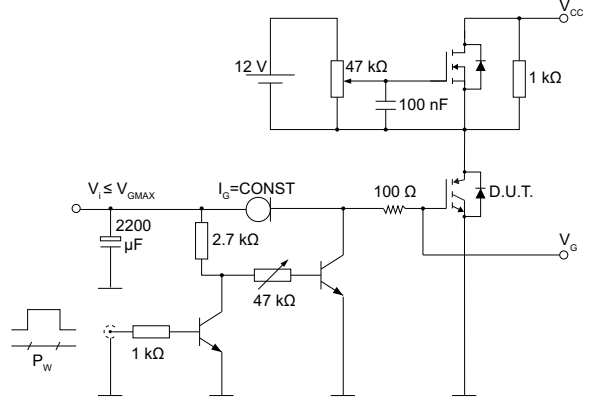 V_CC
12 V
47 kΩ
1 kΩ
100 nF
V_i ≤ V_GMAX
I_G=CONST
100 Ω
D.U.T.
2200
µF
2.7 kΩ
V_G
47 kΩ
1 kΩ
P_W